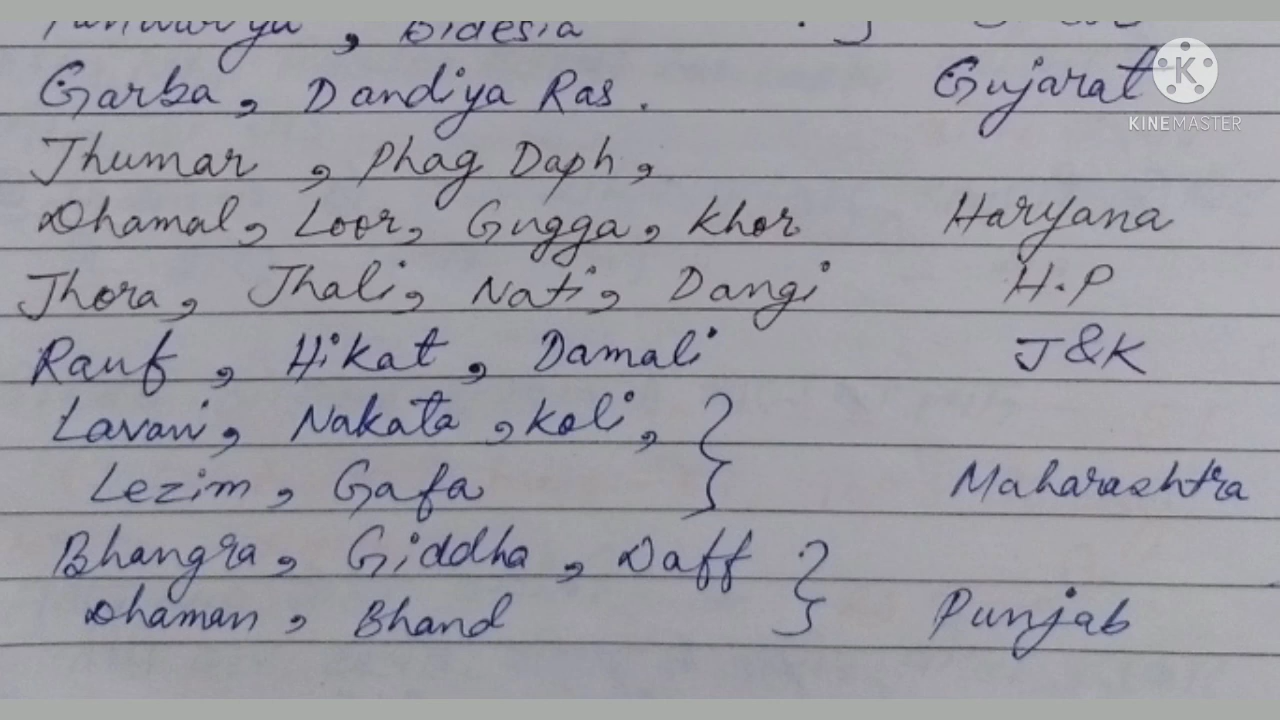 Bidesia
Garba, Dandiya Ras. Gujarat
KINEMASTER
Jhumar, Phag Daph,
Dhamal, Loor, Gugga, Khor Haryana
Jhora, Jhali, Nati, Dangi H.P
Rauf, Hikat, Damali J&K
Lavani, Nakata, Koli,
Lezim, Gafa Maharashtra
Bhangra, Giddha, Daff
Dhaman, Bhand Punjab